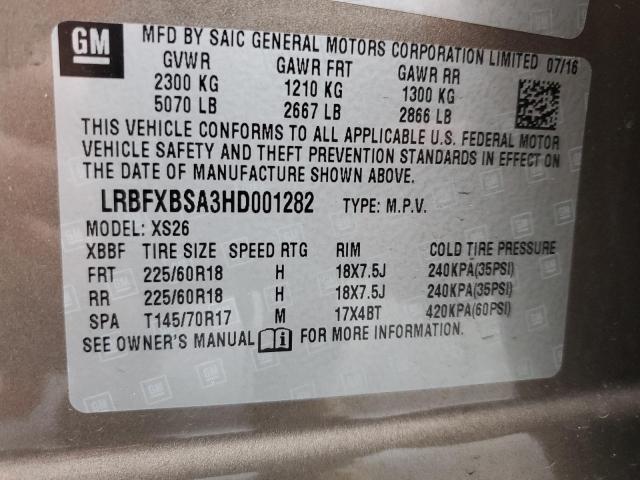 GM
MFD BY SAIC GENERAL MOTORS CORPORATION LIMITED 07/16
GVWR GAWR FRT GAWR RR
2300 KG 1210 KG 1300 KG
5070 LB 2667 LB 2866 LB
THIS VEHICLE CONFORMS TO ALL APPLICABLE U.S. FEDERAL MOTOR
VEHICLE SAFETY AND THEFT PREVENTION STANDARDS IN EFFECT ON
THE DATE OF MANUFACTURE SHOWN ABOVE.
LRBFXBSA3HD001282 TYPE: M.P.V.
MODEL: XS26
XBBF TIRE SIZE SPEED RTG RIM COLD TIRE PRESSURE
FRT 225/60R18 H 18X7.5J 240KPA(35PSI)
RR 225/60R18 H 18X7.5J 240KPA(35PSI)
SPA T145/70R17 M 17X4BT 420KPA(60PSI)
SEE OWNER'S MANUAL i FOR MORE INFORMATION.